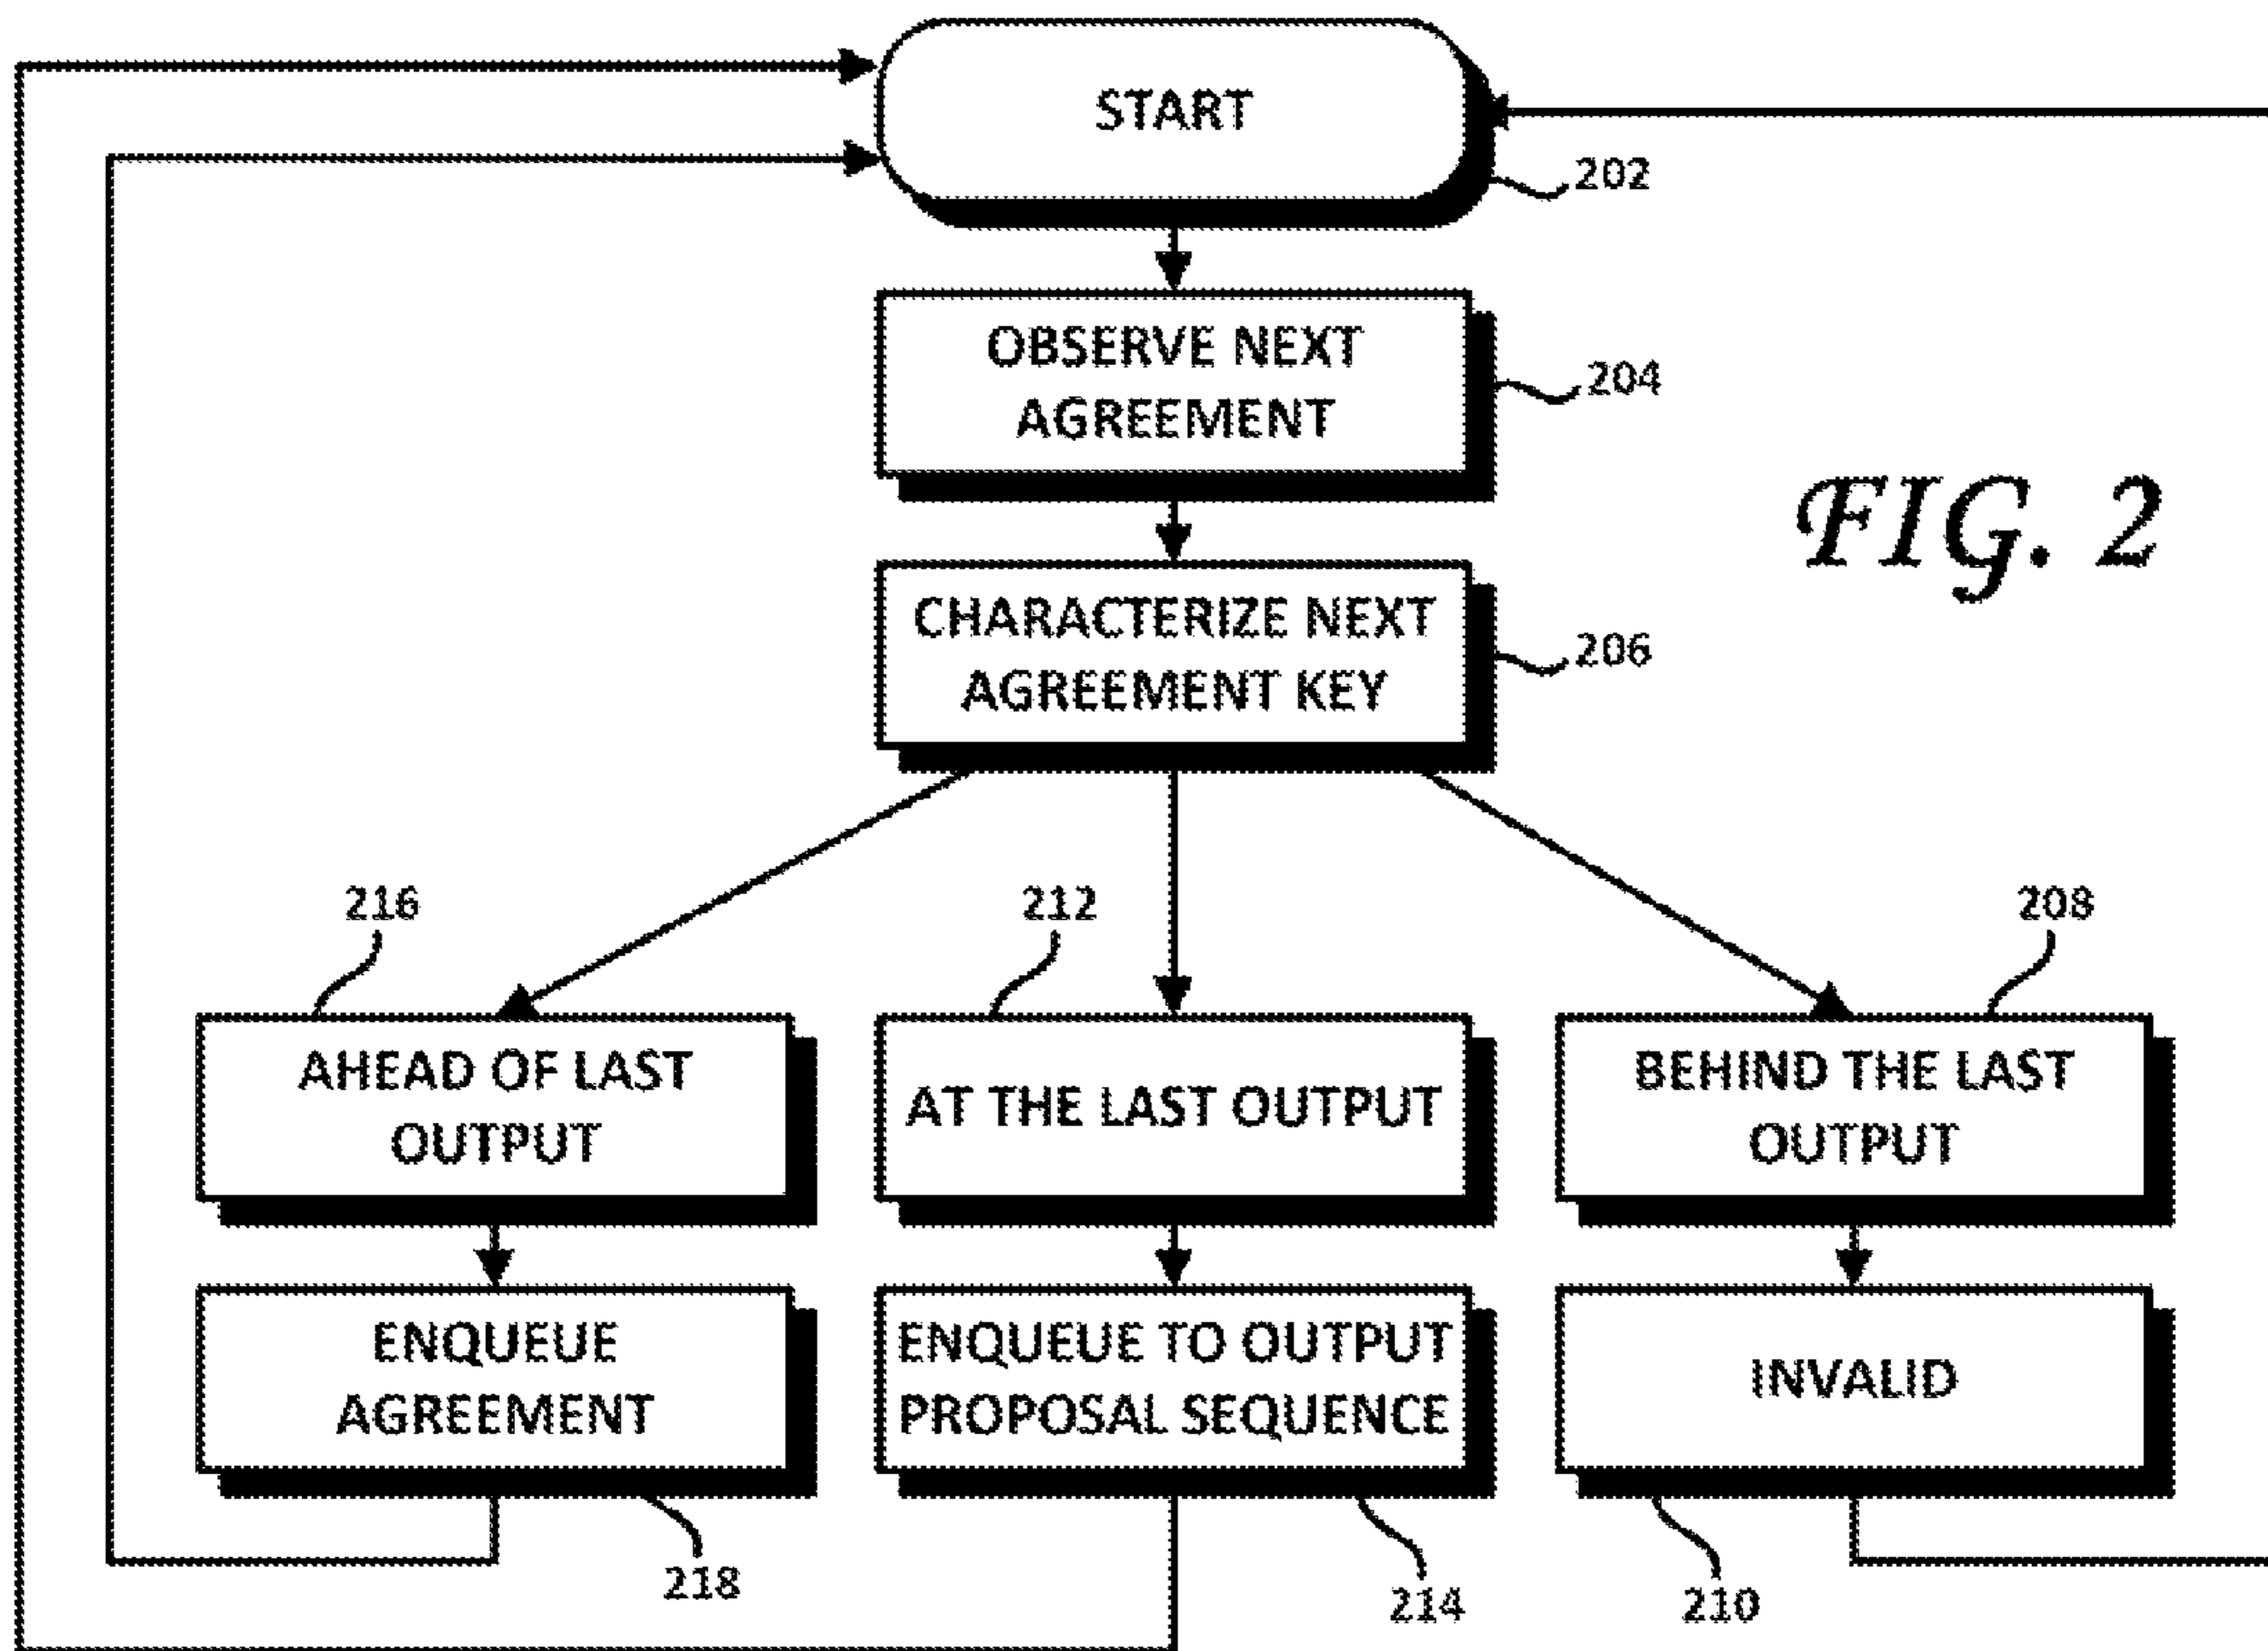 START
202
OBSERVE NEXT
AGREEMENT
204
FIG. 2
CHARACTERIZE NEXT
AGREEMENT KEY
206
216
212
208
AHEAD OF LAST
OUTPUT
AT THE LAST OUTPUT
BEHIND THE LAST
OUTPUT
ENQUEUE
AGREEMENT
ENQUEUE TO OUTPUT
PROPOSAL SEQUENCE
INVALID
218
214
210